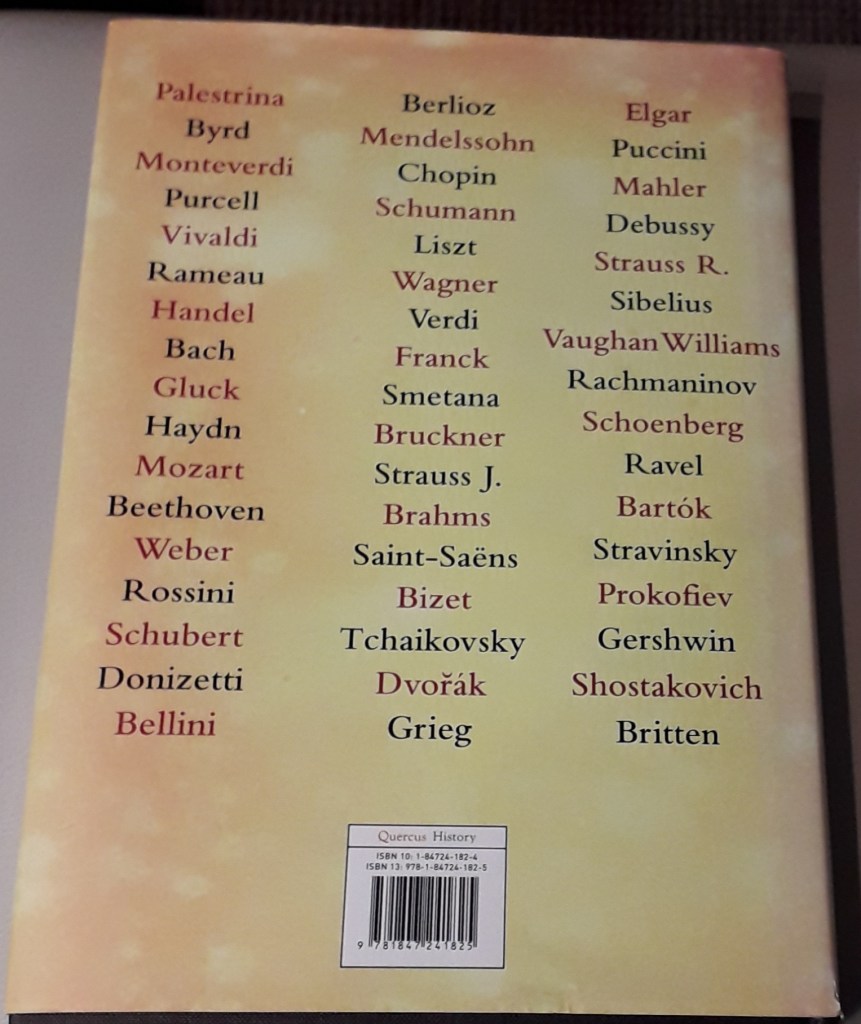 Palestrina
Byrd
Monteverdi
Purcell
Vivaldi
Rameau
Handel
Bach
Gluck
Haydn
Mozart
Beethoven
Weber
Rossini
Schubert
Donizetti
Bellini
Berlioz
Mendelssohn
Chopin
Schumann
Liszt
Wagner
Verdi
Franck
Smetana
Bruckner
Strauss J.
Brahms
Saint-Saëns
Bizet
Tchaikovsky
Dvořák
Grieg
Elgar
Puccini
Mahler
Debussy
Strauss R.
Sibelius
Vaughan Williams
Rachmaninov
Schoenberg
Ravel
Bartók
Stravinsky
Prokofiev
Gershwin
Shostakovich
Britten
Quercus History
ISBN 10: 1-84724-182-4
ISBN 13: 978-1-84724-182-5
9 781847 241825